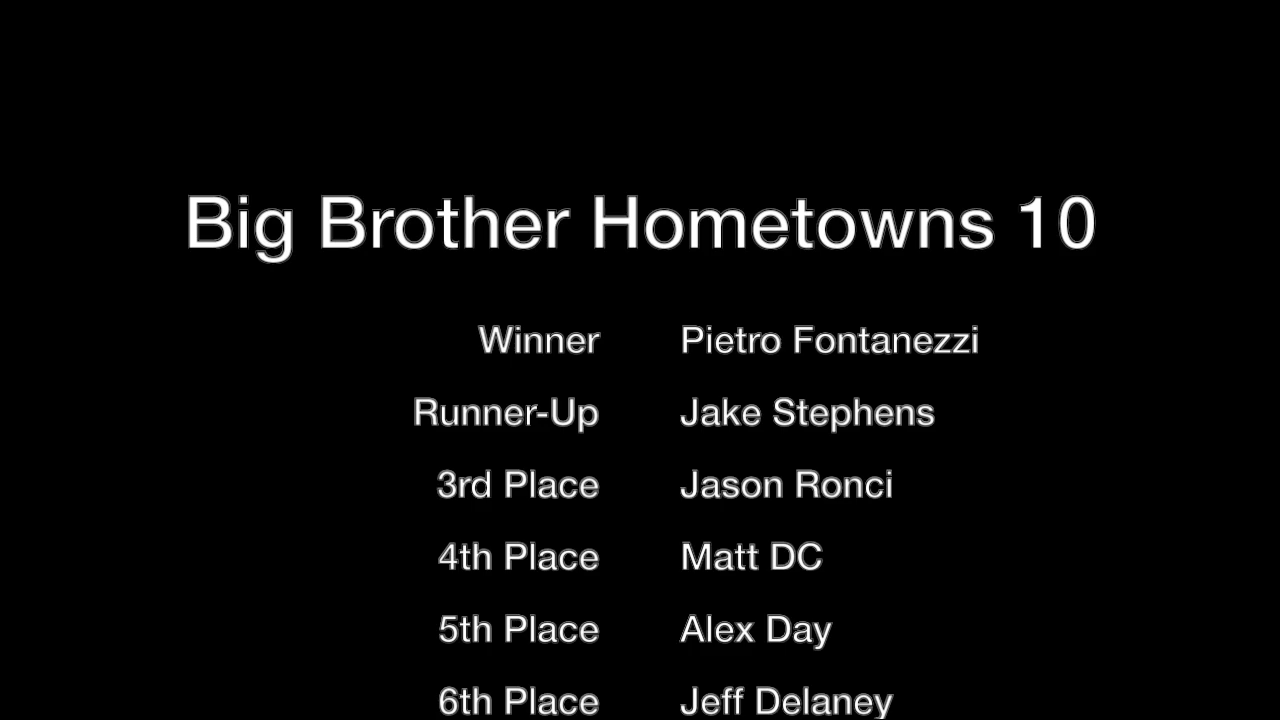 Big Brother Hometowns 10
Winner Pietro Fontanezzi
Runner-Up Jake Stephens
3rd Place Jason Ronci
4th Place Matt DC
5th Place Alex Day
6th Place Jeff Delaney